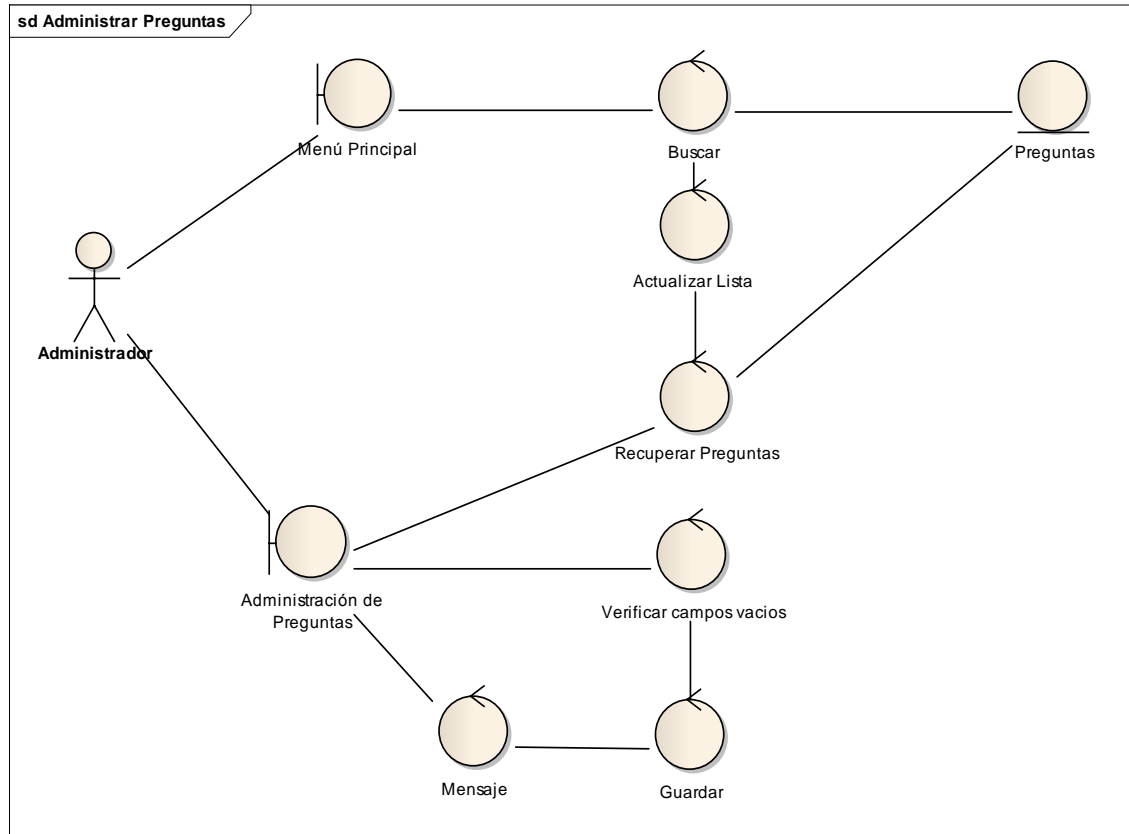 sd Administrar Preguntas
Menú Principal
Buscar
Preguntas
Actualizar Lista
Administrador
Recuperar Preguntas
Administración de
Preguntas
Verificar campos vacios
Mensaje
Guardar